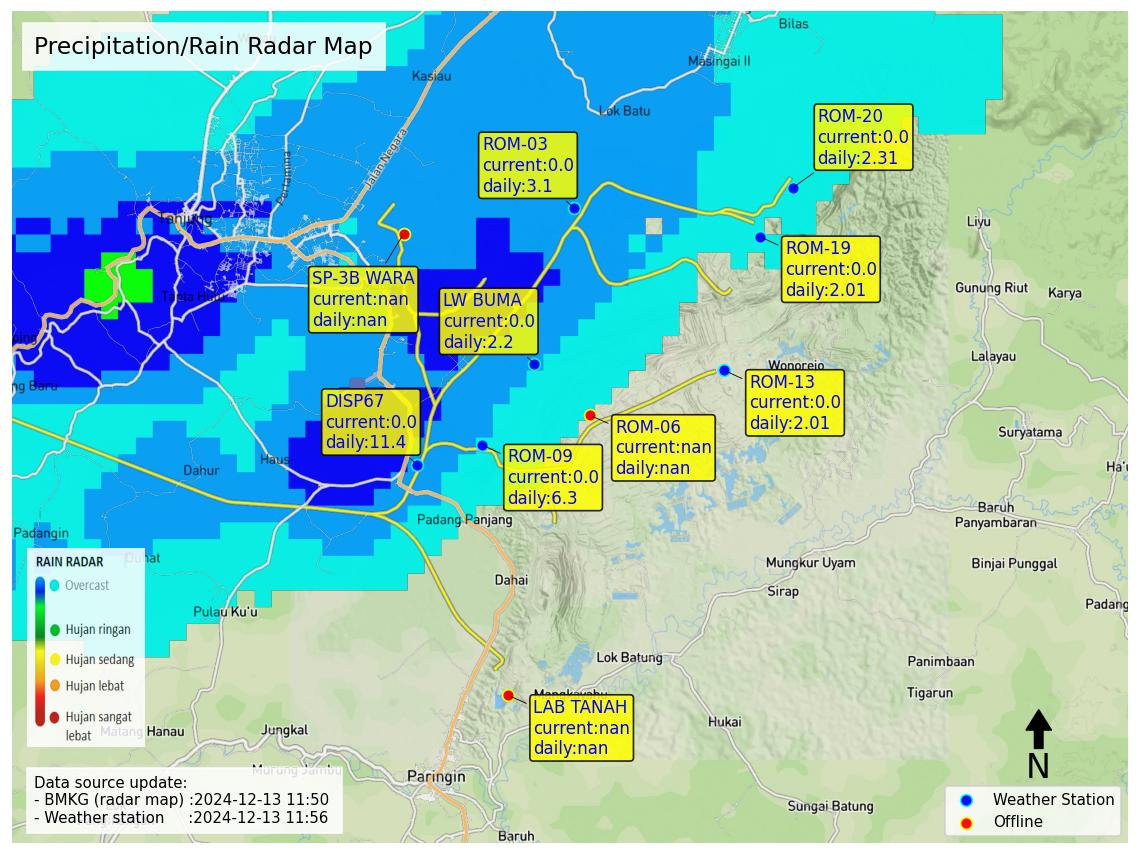 Precipitation/Rain Radar Map
Bilas
Masingai II
Kasiau
Lok Batu
Jalan Negara
Pertamina
Tanjung
Tanta Hulu
ROM-03
current:0.0
daily:3.1
ROM-20
current:0.0
daily:2.31
ROM-19
current:0.0
daily:2.01
SP-3B WARA
current:nan
daily:nan
LW BUMA
current:0.0
daily:2.2
Liyu
Gunung Riut
Karya
Lalayau
Wonorejo
ROM-13
current:0.0
daily:2.01
DISP67
current:0.0
daily:11.4
ROM-06
current:nan
daily:nan
ROM-09
current:0.0
daily:6.3
ng Baru
Suryatama
Ha'u
Haus
Dahur
Padangin
Padang Panjang
Baruh
Panyambaran
Mungkur Uyam
Binjai Punggal
Dahai
Sirap
Padang
Pulau Ku'u
RAIN RADAR
Overcast
Hujan ringan
Hujan sedang
Hujan lebat
Hujan sangat
lebat
Lok Batung
Panimbaan
Tigarun
LAB TANAH
current:nan
daily:nan
Hukai
Jungkal
Murung Jambu
Paringin
Sungai Batung
Baruh
Data source update:
- BMKG (radar map) :2024-12-13 11:50
- Weather station :2024-12-13 11:56
N
Weather Station
Offline